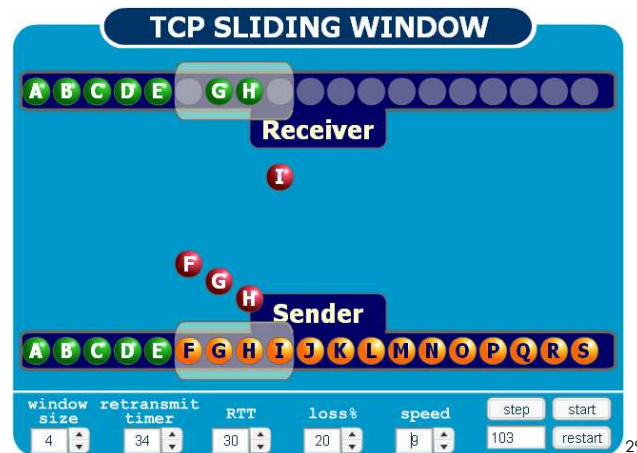 TCP SLIDING WINDOW
A B C D E G H
Receiver
I
F
G
H
Sender
A B C D E F G H I J K L M N O P Q R S
window size retransmit timer RTT loss% speed step start
4 34 30 20 9 103 restart
29